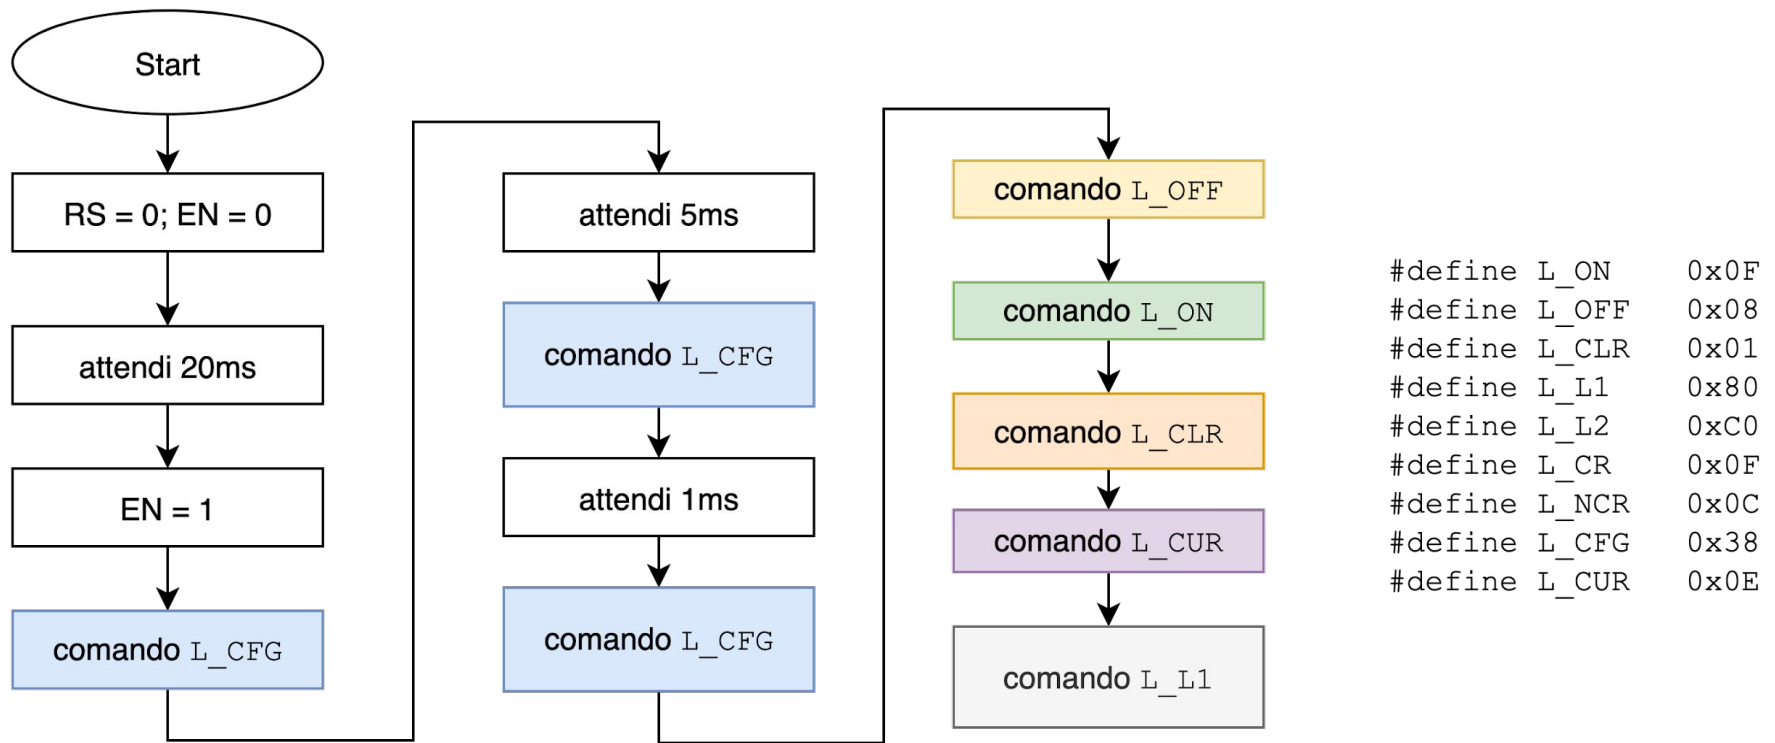 Start
RS = 0; EN = 0
attendi 20ms
EN = 1
comando L_CFG
attendi 5ms
comando L_CFG
attendi 1ms
comando L_CFG
comando L_OFF
comando L_ON
comando L_CLR
comando L_CUR
comando L_L1
#define L_ON 0x0F
#define L_OFF 0x08
#define L_CLR 0x01
#define L_L1 0x80
#define L_L2 0xC0
#define L_CR 0x0F
#define L_NCR 0x0C
#define L_CFG 0x38
#define L_CUR 0x0E